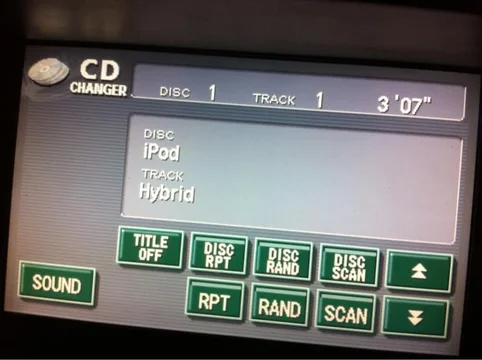 CD
CHANGER
DISC 1 TRACK 1 3'07"
DISC
iPod
TRACK
Hybrid
TITLE OFF
DISC RPT
DISC RAND
DISC SCAN
SOUND
RPT
RAND
SCAN